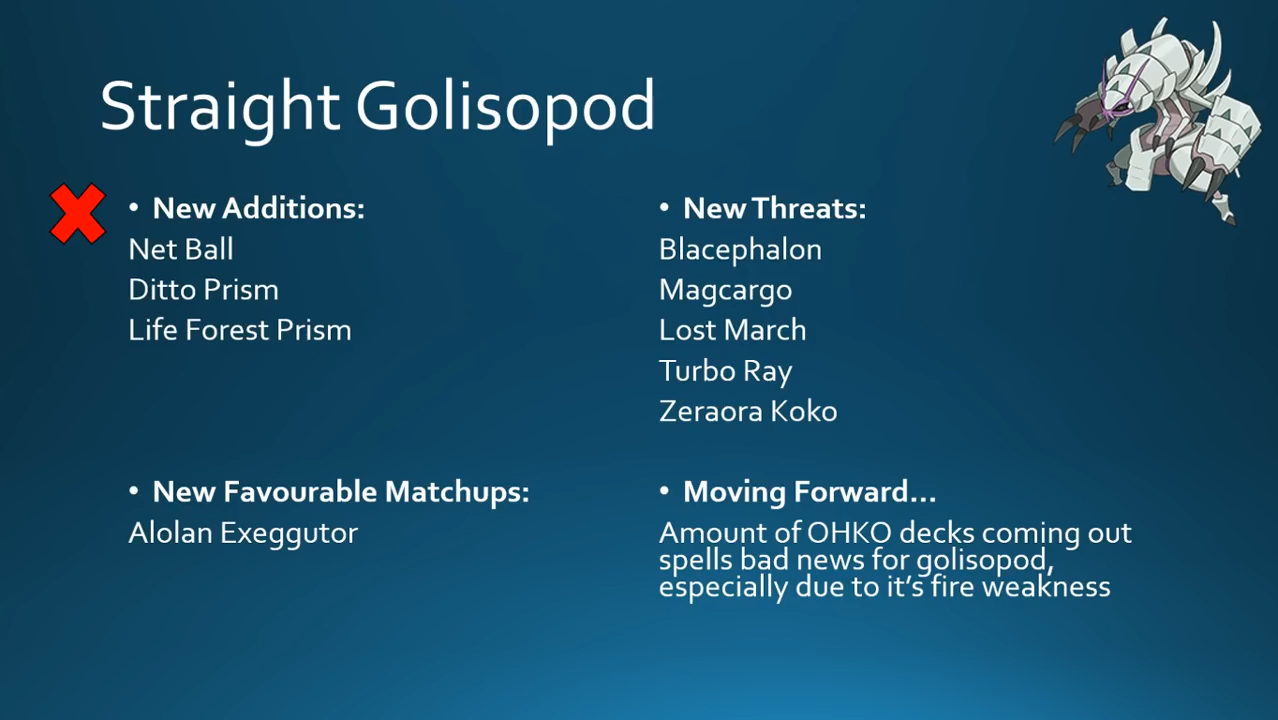 Straight Golisopod
• New Additions:
Net Ball
Ditto Prism
Life Forest Prism
• New Threats:
Blacephalon
Magcargo
Lost March
Turbo Ray
Zeraora Koko
• New Favourable Matchups:
Alolan Exeggutor
• Moving Forward...
Amount of OHKO decks coming out
spells bad news for golisopod,
especially due to it’s fire weakness